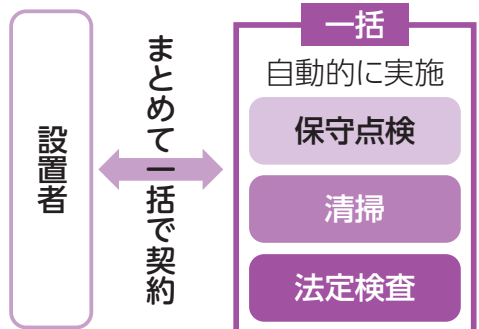 設置者
まとめて一括で契約
一括
自動的に実施
保守点検
清掃
法定検査